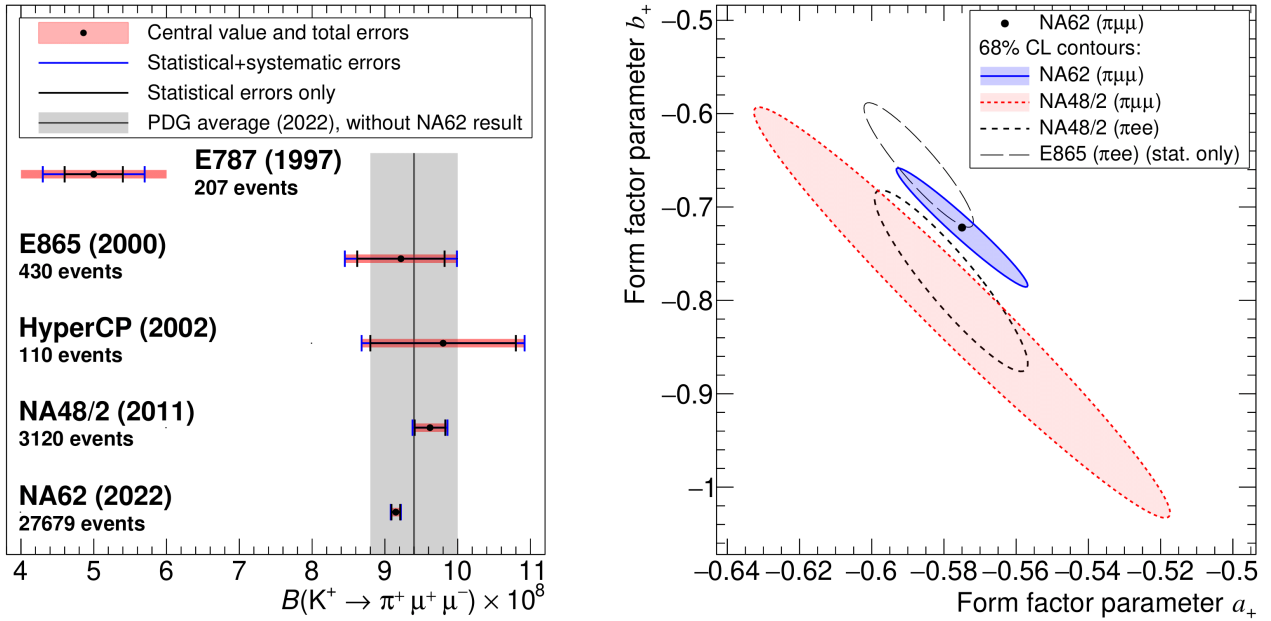 Central value and total errors
Statistical+systematic errors
Statistical errors only
PDG average (2022), without NA62 result
E787 (1997)
207 events
E865 (2000)
430 events
HyperCP (2002)
110 events
NA48/2 (2011)
3120 events
NA62 (2022)
27679 events
4 5 6 7 8 9 10 11
B(K⁺ → π⁺ μ⁺ μ⁻) × 10⁸
NA62 (πμμ)
68% CL contours:
NA62 (πμμ)
NA48/2 (πμμ)
NA48/2 (πee)
E865 (πee) (stat. only)
Form factor parameter b₊
−0.5
−0.6
−0.7
−0.8
−0.9
−1
−0.64 −0.62 −0.6 −0.58 −0.56 −0.54 −0.52 −0.5
Form factor parameter a₊